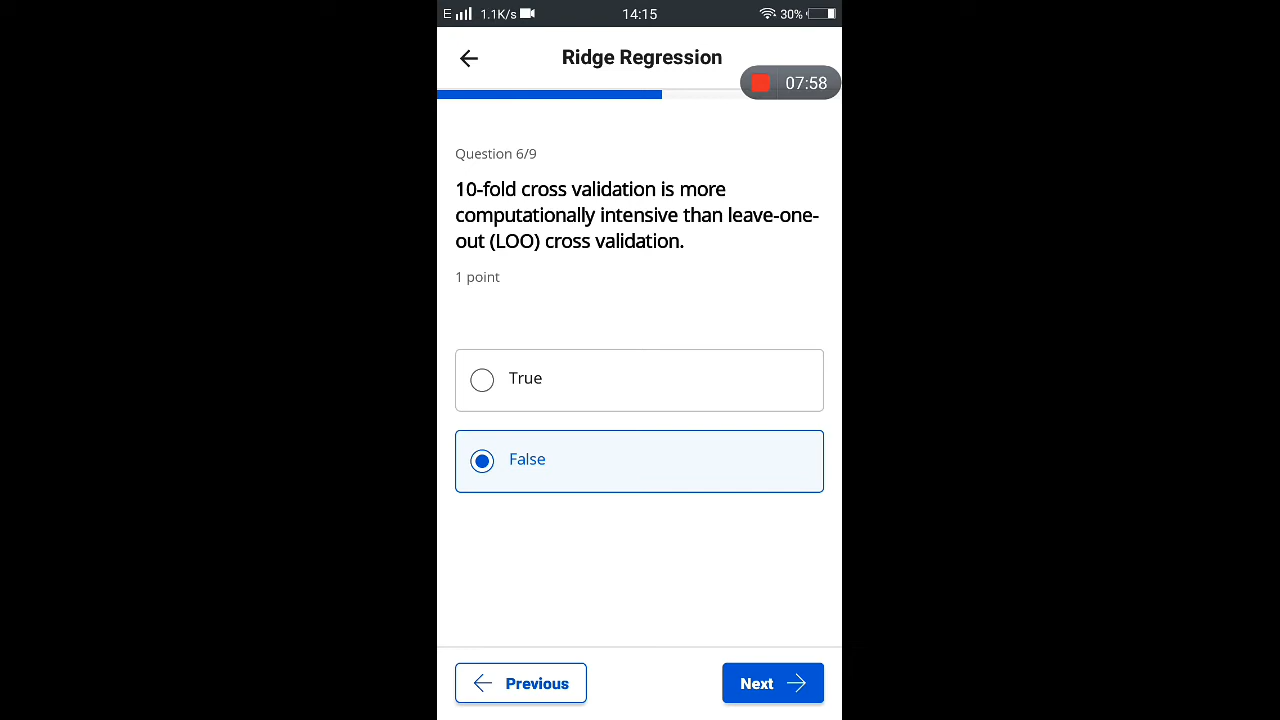 E 1.1K/s 14:15 30%
Ridge Regression
07:58
Question 6/9
10-fold cross validation is more
computationally intensive than leave-one-
out (LOO) cross validation.
1 point
True
False
Previous Next